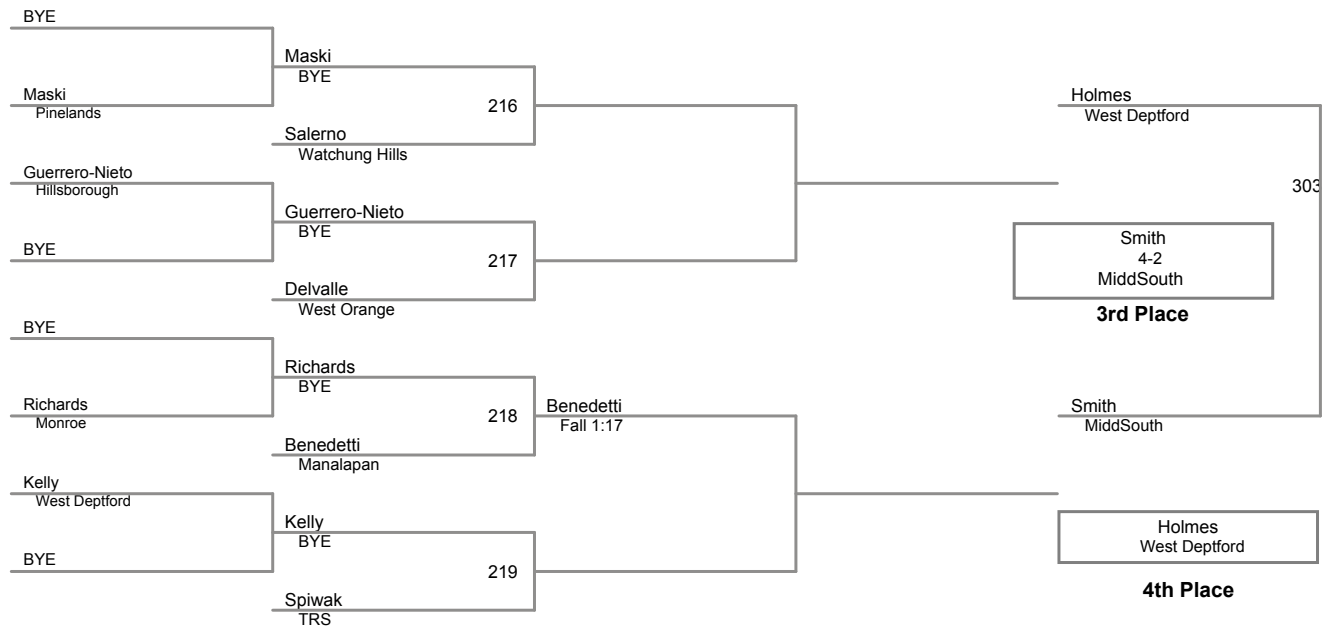 BYE
Maski
Pinelands
Guerrero-Nieto
Hillsborough
BYE
BYE
Richards
Monroe
Kelly
West Deptford
BYE
Maski
BYE
216
Salerno
Watchung Hills
Guerrero-Nieto
BYE
217
Delvalle
West Orange
Richards
BYE
218
Benedetti
Manalapan
Kelly
BYE
219
Spiwak
TRS
Benedetti
Fall 1:17
Holmes
West Deptford
303
Smith
4-2
MiddSouth
3rd Place
Smith
MiddSouth
Holmes
West Deptford
4th Place